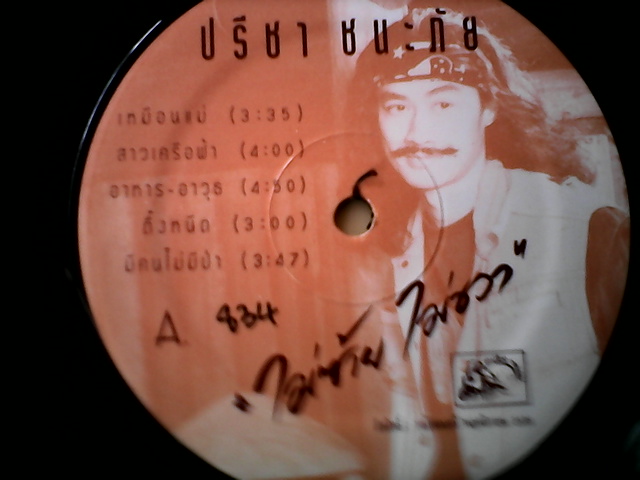 ปรีชา ชนะภัย
เหมือนแม่ (3:35)
สาวเครือฟ้า (4:00)
อาหาร-อาวุธ (4:50)
ติ๋งหนืด (3:00)
มีคนไม่มีป่า (3:47)
A 834
"ไม่ซ้าย ไม่ขวา"